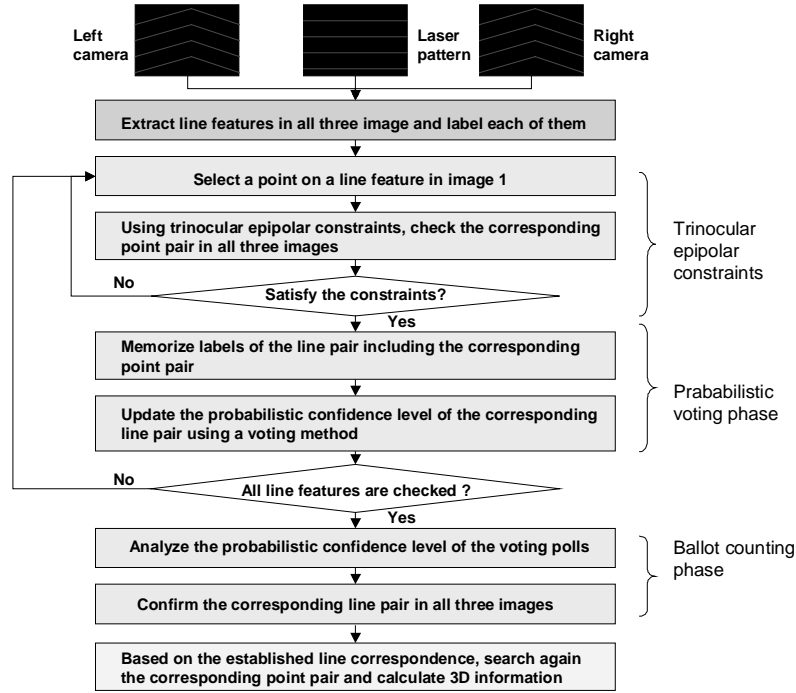 Left
camera
Laser
pattern
Right
camera
Extract line features in all three image and label each of them
Select a point on a line feature in image 1
Using trinocular epipolar constraints, check the corresponding
point pair in all three images
Trinocular
epipolar
constraints
No
Satisfy the constraints?
Yes
Memorize labels of the line pair including the corresponding
point pair
Update the probabilistic confidence level of the corresponding
line pair using a voting method
Prababilistic
voting phase
No
All line features are checked ?
Yes
Analyze the probabilistic confidence level of the voting polls
Confirm the corresponding line pair in all three images
Ballot counting
phase
Based on the established line correspondence, search again
the corresponding point pair and calculate 3D information